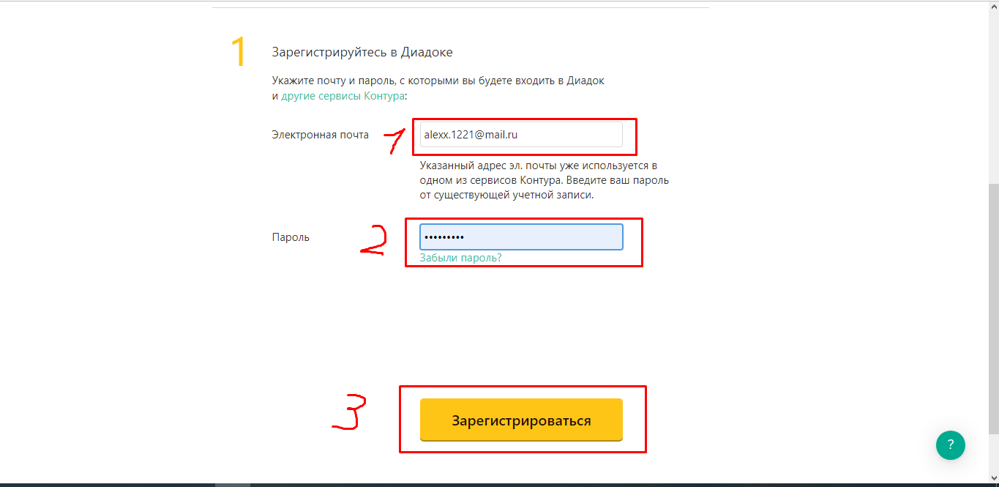 1
Зарегистрируйтесь в Диадоке
Укажите почту и пароль, с которыми вы будете входить в Диадок
и другие сервисы Контура:
Электронная почта 1 alexx.1221@mail.ru
Указанный адрес эл. почты уже используется в
одном из сервисов Контура. Введите ваш пароль
от существующей учетной записи.
Пароль 2 •••••••••
Забыли пароль?
3 Зарегистрироваться
?